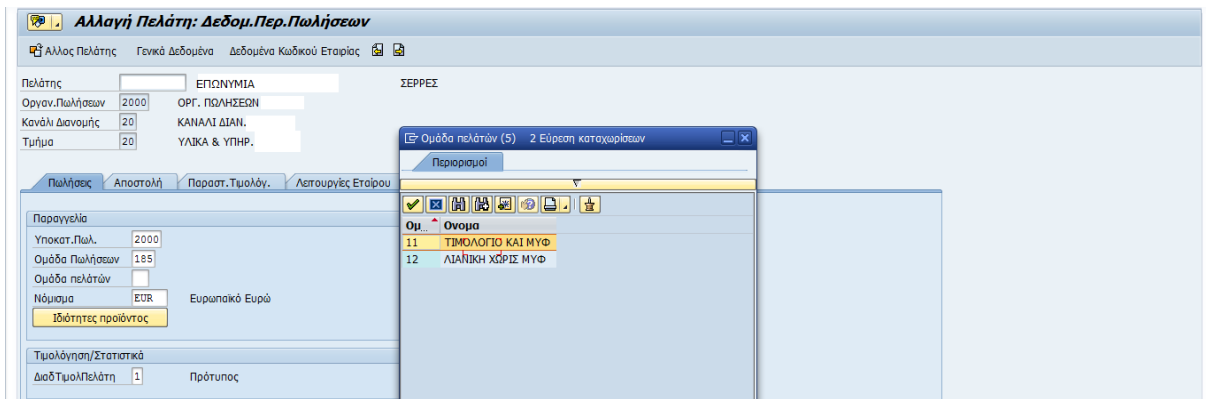 Αλλαγή Πελάτη: Δεδομ.Περ.Πωλήσεων
Αλλος Πελάτης Γενικά Δεδομένα Δεδομένα Κωδικού Εταιρίας
Πελάτης ΕΠΩΝΥΜΙΑ ΣΕΡΡΕΣ
Οργαν.Πωλήσεων 2000 ΟΡΓ. ΠΩΛΗΣΕΩΝ
Κανάλι Διανομής 20 ΚΑΝΑΛΙ ΔΙΑΝ.
Τμήμα 20 ΥΛΙΚΑ & ΥΠΗΡ.
Πωλήσεις Αποστολή Παραστ.Τιμολόγ. Λειτουργίες Εταίρου
Παραγγελία
Υποκατ.Πωλ. 2000
Ομάδα Πωλήσεων 185
Ομάδα πελάτών
Νόμισμα EUR Ευρωπαϊκό Ευρώ
Ιδιότητες προϊόντος
Τιμολόγηση/Στατιστικά
ΔιαδΤιμολΠελάτη 1 Πρότυπος
Ομάδα πελάτών (5) 2 Εύρεση καταχωρίσεων
Περιορισμοί
Ομ... Ονομα
11 ΤΙΜΟΛΟΓΙΟ ΚΑΙ ΜΥΦ
12 ΛΙΑΝΙΚΗ ΧΩΡΙΣ ΜΥΦ